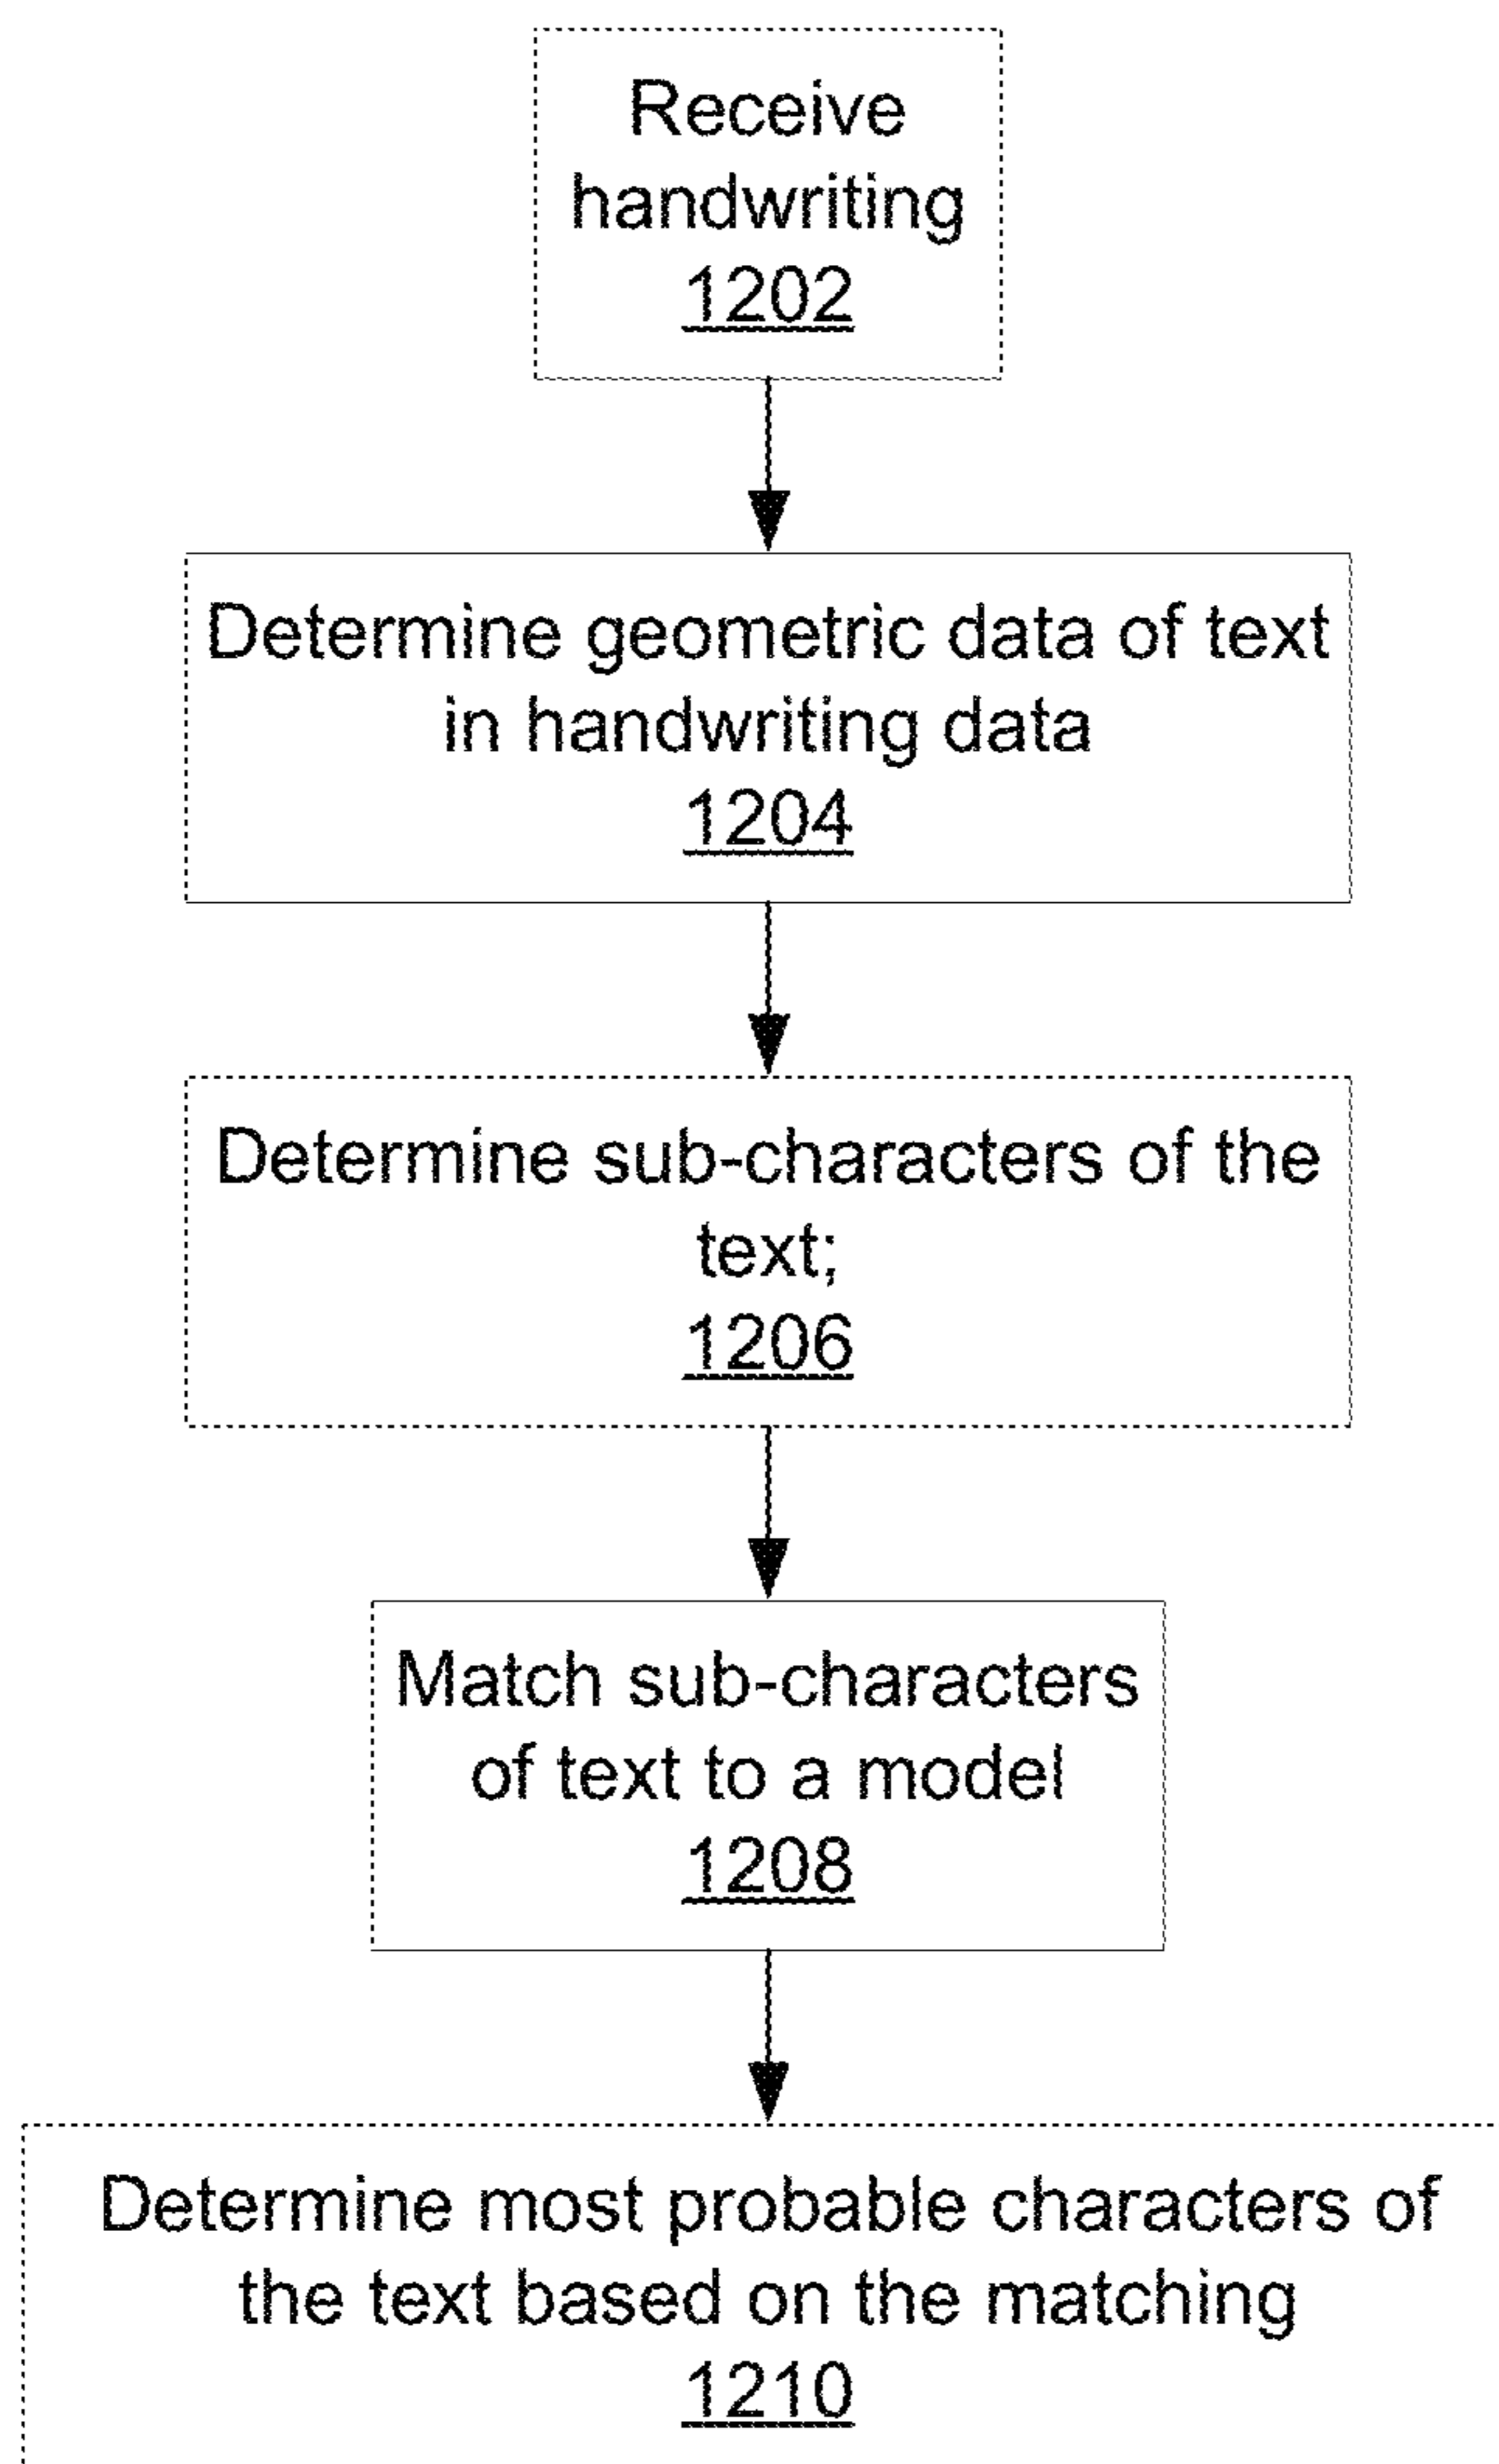 Receive
handwriting
1202
Determine geometric data of text
in handwriting data
1204
Determine sub-characters of the
text;
1206
Match sub-characters
of text to a model
1208
Determine most probable characters of
the text based on the matching
1210